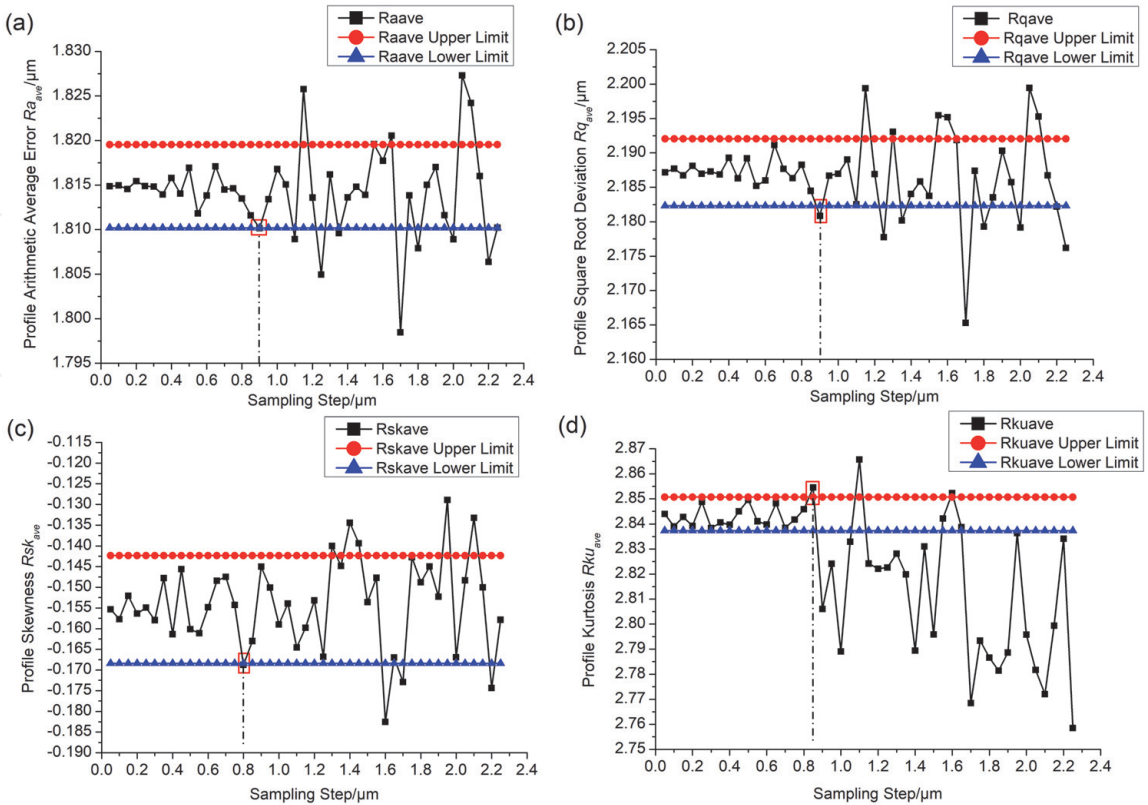 (a)
Raave
Raave Upper Limit
Raave Lower Limit
1.830
1.825
1.820
1.815
1.810
1.805
1.800
1.795
Profile Arithmetic Average Error Ra ave/μm
0.0 0.2 0.4 0.6 0.8 1.0 1.2 1.4 1.6 1.8 2.0 2.2 2.4
Sampling Step/μm
(b)
Rqave
Rqave Upper Limit
Rqave Lower Limit
2.205
2.200
2.195
2.190
2.185
2.180
2.175
2.170
2.165
2.160
Profile Square Root Deviation Rq ave/μm
0.0 0.2 0.4 0.6 0.8 1.0 1.2 1.4 1.6 1.8 2.0 2.2 2.4
Sampling Step/μm
(c)
Rskave
Rskave Upper Limit
Rskave Lower Limit
-0.115
-0.120
-0.125
-0.130
-0.135
-0.140
-0.145
-0.150
-0.155
-0.160
-0.165
-0.170
-0.175
-0.180
-0.185
-0.190
Profile Skewness Rsk ave
0.0 0.2 0.4 0.6 0.8 1.0 1.2 1.4 1.6 1.8 2.0 2.2 2.4
Sampling Step/μm
(d)
Rkuave
Rkuave Upper Limit
Rkuave Lower Limit
2.87
2.86
2.85
2.84
2.83
2.82
2.81
2.80
2.79
2.78
2.77
2.76
2.75
Profile Kurtosis Rku ave
0.0 0.2 0.4 0.6 0.8 1.0 1.2 1.4 1.6 1.8 2.0 2.2 2.4
Sampling Step/μm